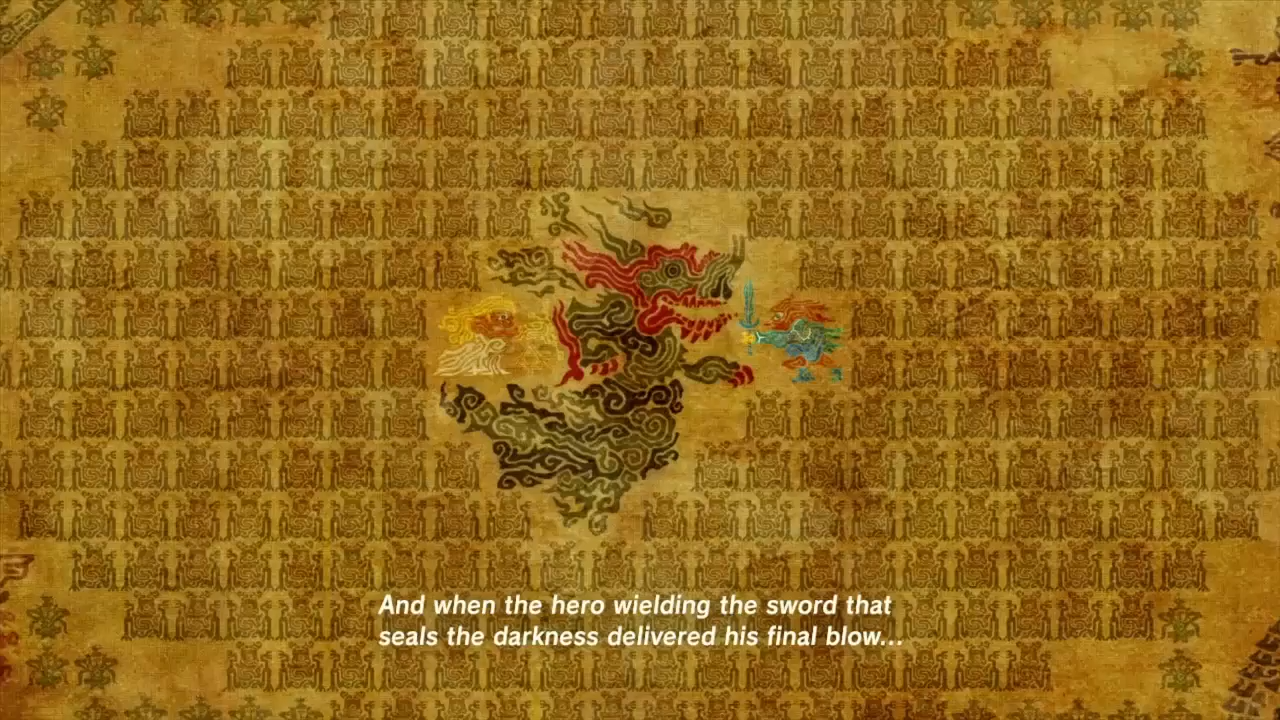 And when the hero wielding the sword that
seals the darkness delivered his final blow...